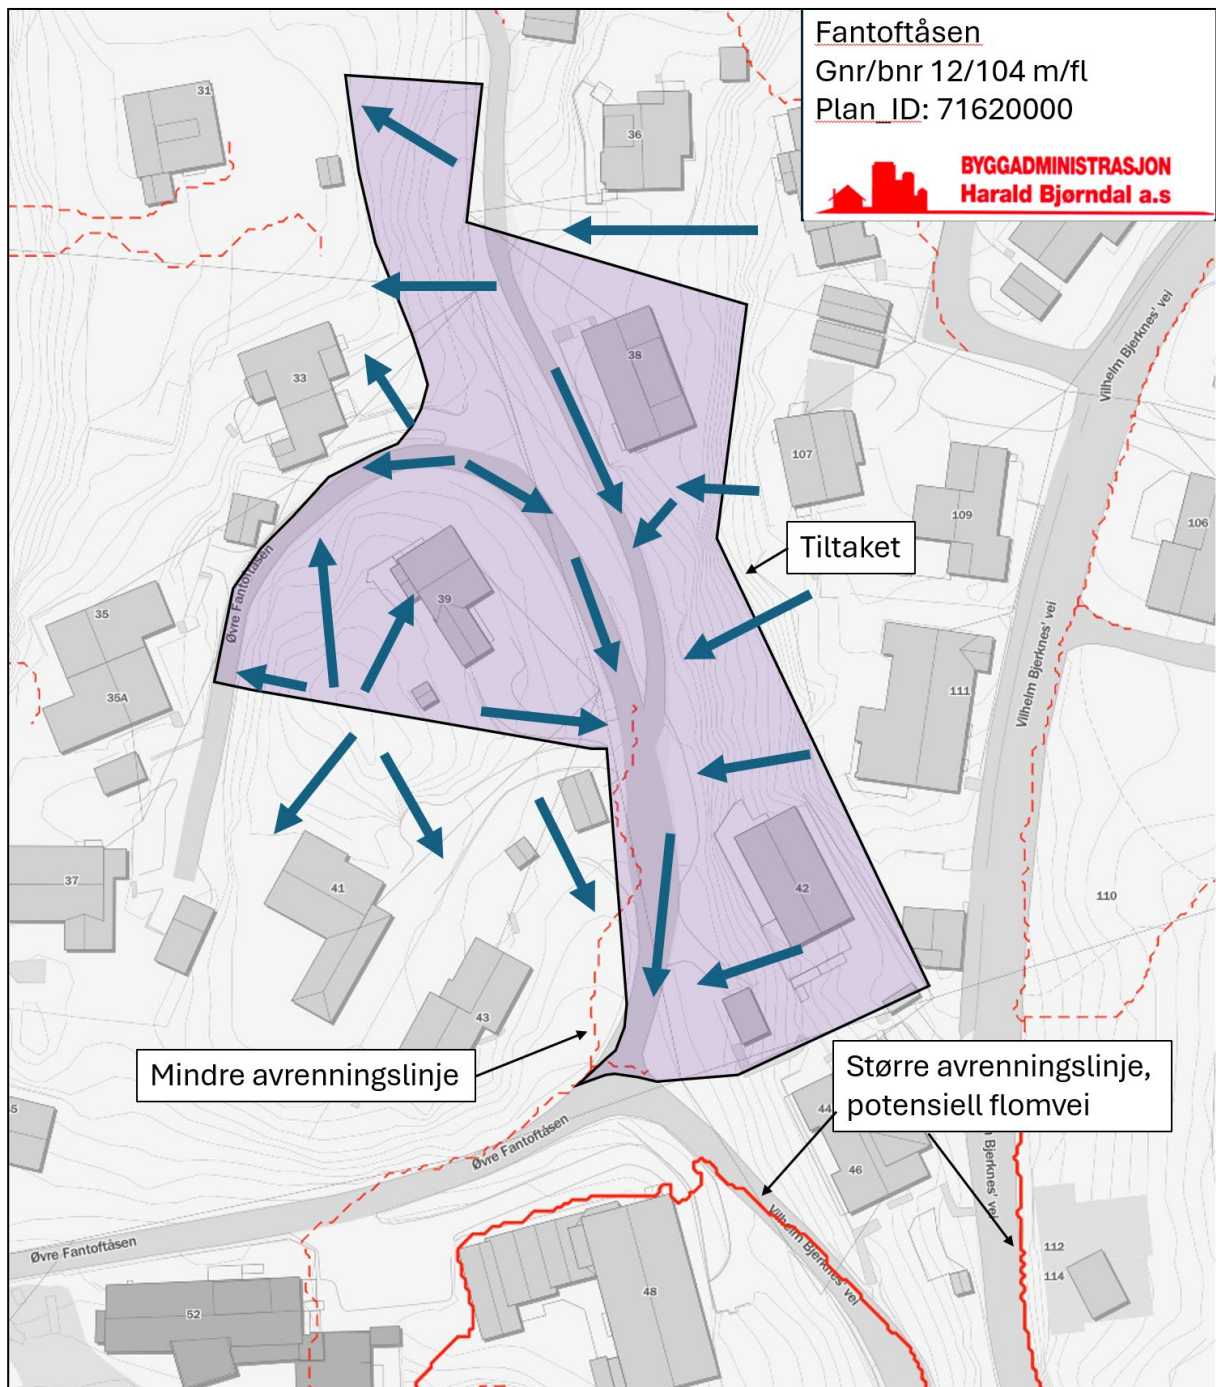 Fantoftåsen
Gnr/bnr 12/104 m/fl
Plan_ID: 71620000
BYGGADMINISTRASJON
Harald Bjørndal a.s
31
36
Vilhelm Bjerknes' vei
38
33
107
109
106
Tiltaket
39
Øvre Fantoftåsen
35
35A
Vilhelm Bjerknes' vei
111
37
41
42
110
43
Mindre avrenningslinje
Større avrenningslinje,
potensiell flomvei
44
46
Øvre Fantoftåsen
Bjerknes' vei
Vilhelm Bjerknes' vei
Øvre Fantoftåsen
112
114
48
52